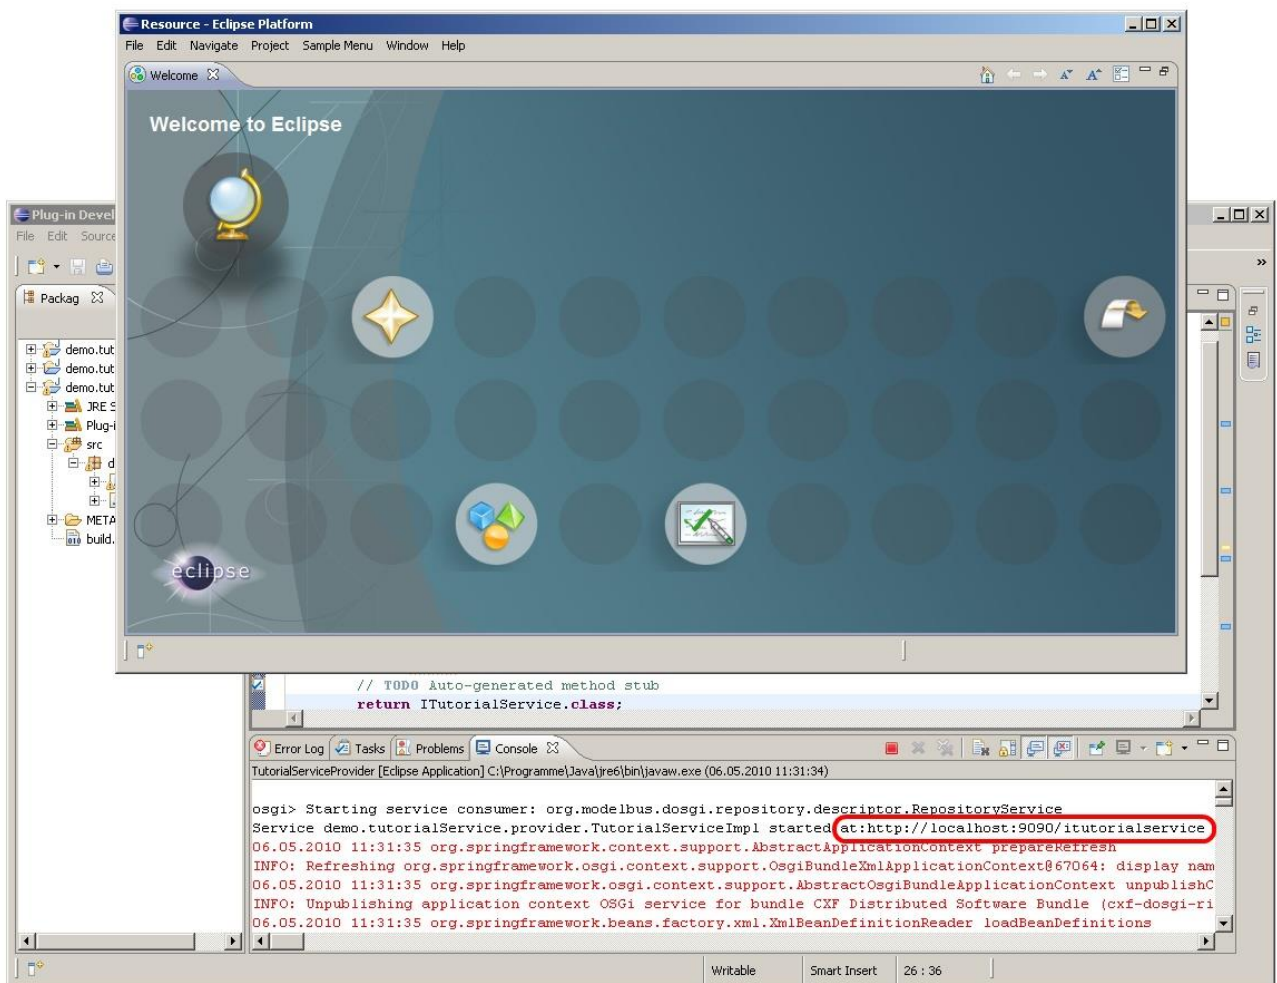 Resource - Eclipse Platform
File Edit Navigate Project Sample Menu Window Help
Welcome
Welcome to Eclipse
eclipse
Plug-in Devel
File Edit Source
Packag
demo.tut
demo.tut
demo.tut
JRE S
Plug-i
src
d
META
build.
// TODO Auto-generated method stub
return ITutorialService.class;
Error Log Tasks Problems Console
TutorialServiceProvider [Eclipse Application] C:\Programme\Java\jre6\bin\javaw.exe (06.05.2010 11:31:34)
osgi> Starting service consumer: org.modelbus.dosgi.repository.descriptor.RepositoryService
Service demo.tutorialService.provider.TutorialServiceImpl started at:http://localhost:9090/itutorialservice
06.05.2010 11:31:35 org.springframework.context.support.AbstractApplicationContext prepareRefresh
INFO: Refreshing org.springframework.osgi.context.support.OsgiBundleXmlApplicationContext@67064: display nam
06.05.2010 11:31:35 org.springframework.osgi.context.support.AbstractOsgiBundleApplicationContext unpublishC
INFO: Unpublishing application context OSGi service for bundle CXF Distributed Software Bundle (cxf-dosgi-ri
06.05.2010 11:31:35 org.springframework.beans.factory.xml.XmlBeanDefinitionReader loadBeanDefinitions
Writable Smart Insert 26 : 36